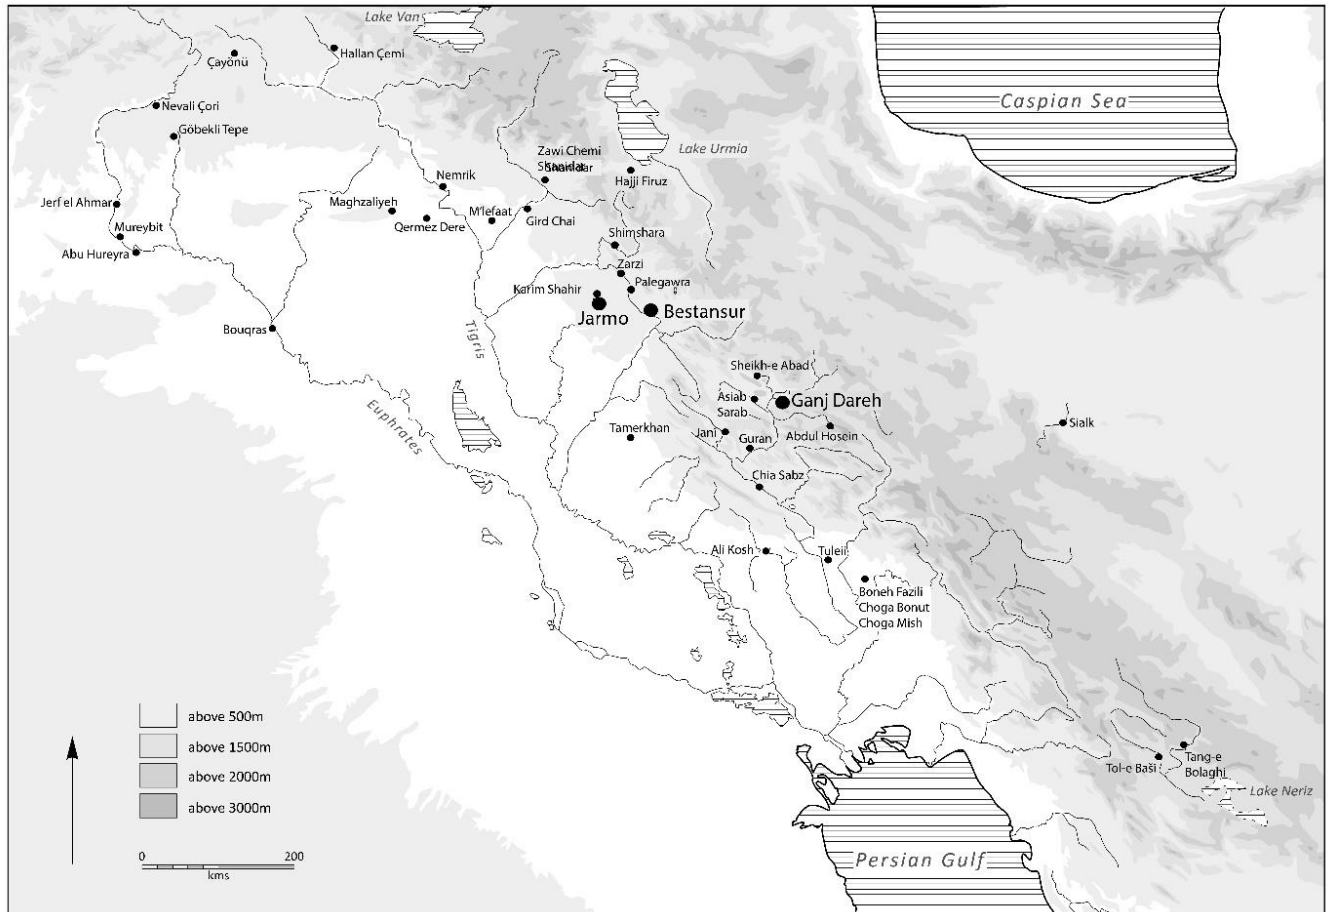 Lake Van
Hallan Çemi
Çayönü
Caspian Sea
Nevali Çori
Göbekli Tepe
Lake Urmia
Zawi Chemi
Shanidar
Shanidar
Hajji Firuz
Nemrik
Jerf el Ahmar
Maghzaliyeh
M'lefaat
Gird Chai
Qermez Dere
Mureybit
Shimshara
Abu Hureyra
Zarzi
Palegawra
Karim Shahir
Jarmo
Bestansur
Bouqras
Tigris
Sheikh-e Abad
Asiab
Sarab
Ganj Dareh
Euphrates
Tamerkhan
Jani
Guran
Abdul Hosein
Sialk
Chia Sabz
Ali Kosh
Tuleii
Boneh Fazili
Choga Bonut
Choga Mish
above 500m
above 1500m
above 2000m
above 3000m
Tol-e Baši
Tang-e
Bolaghi
Lake Neriz
0 200
kms
Persian Gulf